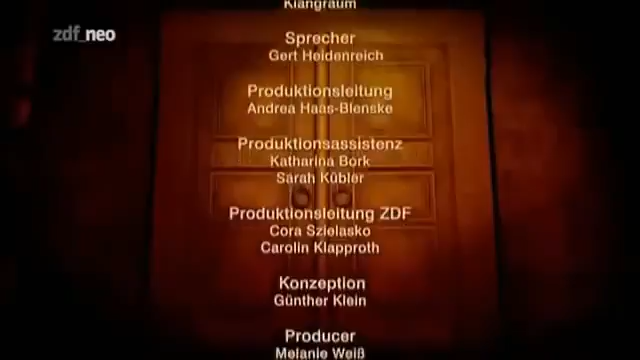 Klangraum
zdf_neo
Sprecher
Gert Heidenreich
Produktionsleitung
Andrea Haas-Blenske
Produktionsassistenz
Katharina Bork
Sarah Kübler
Produktionsleitung ZDF
Cora Szielasko
Carolin Klapproth
Konzeption
Günther Klein
Producer
Melanie Weiß